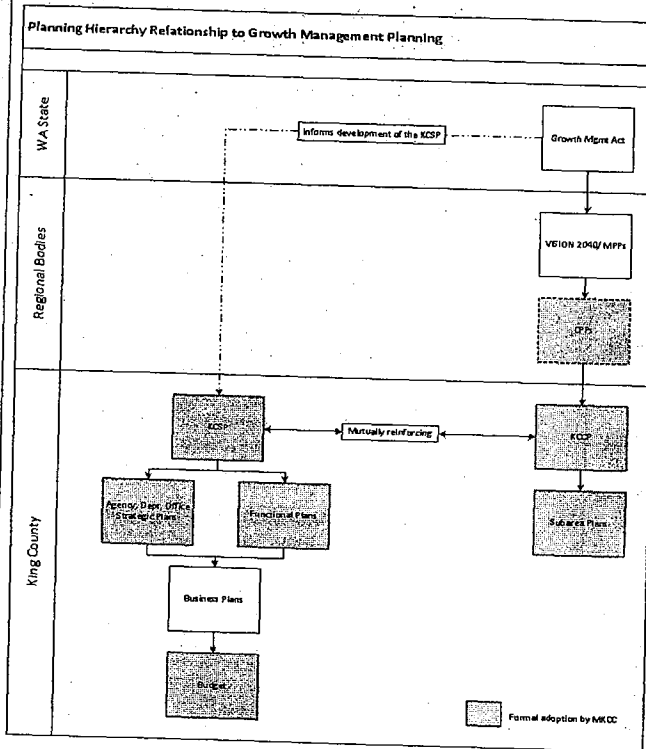 Planning Hierarchy Relationship to Growth Management Planning
WA State
Informs development of the KCSP
Growth Mgmt Act
Regional Bodies
VISION 2040/ MPPs
CPPs
King County
KCSP
Mutually reinforcing
KCCP
Agency, Dept, Office
Strategic Plans
Functional Plans
Subarea Plans
Business Plans
Budget
Formal adoption by MKCC